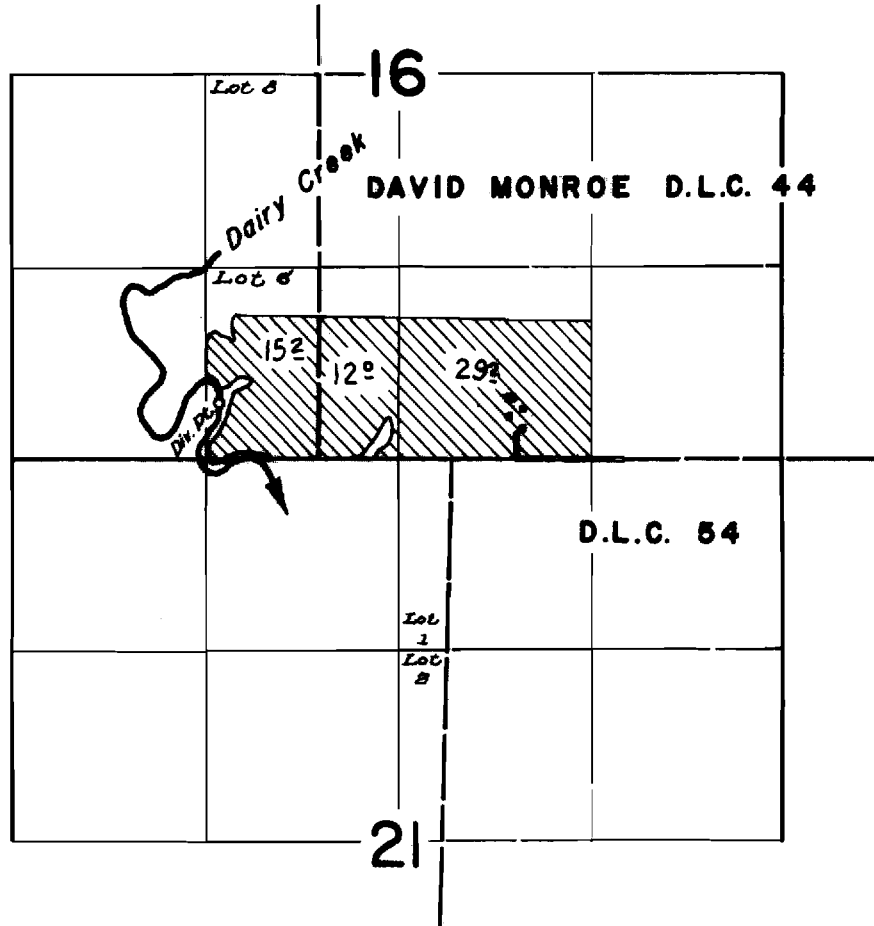 16
Lot 8
Dairy Creek
DAVID MONROE D.L.C. 44
Lot 6
15.2
12.0
29.2
Div. Pt.
D.L.C. 54
Lot
1
Lot
2
21